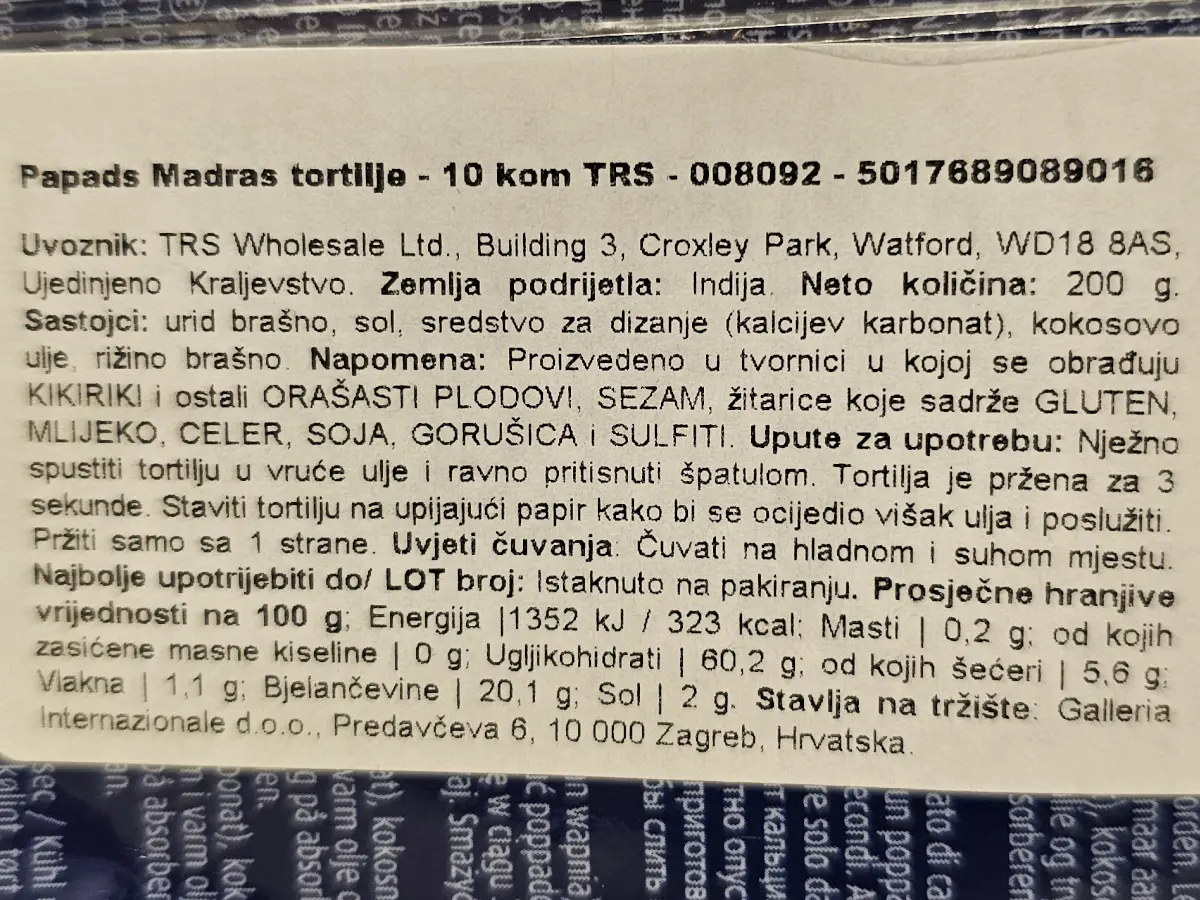 Papads Madras tortilje - 10 kom TRS - 008092 - 5017689089016
Uvoznik: TRS Wholesale Ltd., Building 3, Croxley Park, Watford, WD18 8AS,
Ujedinjeno Kraljevstvo. Zemlja podrijetla: Indija. Neto količina: 200 g.
Sastojci: urid brašno, sol, sredstvo za dizanje (kalcijev karbonat), kokosovo
ulje, rižino brašno. Napomena: Proizvedeno u tvornici u kojoj se obrađuju
KIKIRIKI i ostali ORAŠASTI PLODOVI, SEZAM, žitarice koje sadrže GLUTEN,
MLIJEKO, CELER, SOJA, GORUŠICA i SULFITI. Upute za upotrebu: Nježno
spustiti tortilju u vruće ulje i ravno pritisnuti špatulom. Tortilja je pržena za 3
sekunde. Staviti tortilju na upijajući papir kako bi se ocijedio višak ulja i poslužiti.
Pržiti samo sa 1 strane. Uvjeti čuvanja: Čuvati na hladnom i suhom mjestu.
Najbolje upotrijebiti do/ LOT broj: Istaknuto na pakiranju. Prosječne hranjive
vrijednosti na 100 g; Energija |1352 kJ / 323 kcal; Masti | 0,2 g; od kojih
zasićene masne kiseline | 0 g; Ugljikohidrati | 60,2 g; od kojih šećeri | 5,6 g;
Vlakna | 1,1 g; Bjelančevine | 20,1 g; Sol | 2 g. Stavlja na tržište: Galleria
Internazionale d.o.o., Predavčeva 6, 10 000 Zagreb, Hrvatska.